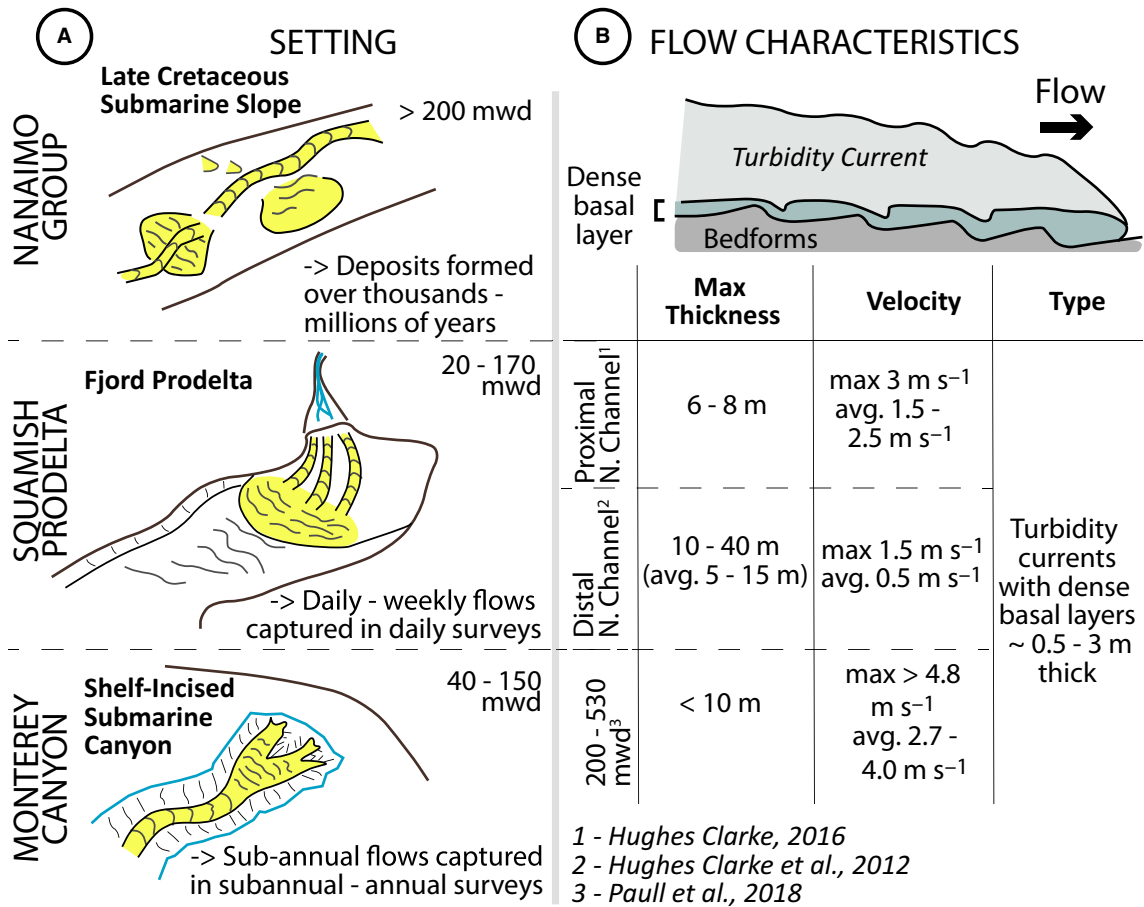 A
SETTING
NANAIMO
GROUP
Late Cretaceous
Submarine Slope
> 200 mwd
-> Deposits formed
over thousands -
millions of years
SQUAMISH
PRODELTA
Fjord Prodelta
20 - 170
mwd
-> Daily - weekly flows
captured in daily surveys
MONTEREY
CANYON
Shelf-Incised
Submarine
Canyon
40 - 150
mwd
-> Sub-annual flows captured
in subannual - annual surveys
B
FLOW CHARACTERISTICS
Flow
Turbidity Current
Dense
basal
layer
Bedforms
Max
Thickness
Velocity
Type
Proximal
N. Channel¹
6 - 8 m
max 3 m s⁻¹
avg. 1.5 -
2.5 m s⁻¹
Distal
N. Channel²
10 - 40 m
(avg. 5 - 15 m)
max 1.5 m s⁻¹
avg. 0.5 m s⁻¹
200 - 530
mwd³
< 10 m
max > 4.8
m s⁻¹
avg. 2.7 -
4.0 m s⁻¹
Turbidity
currents
with dense
basal layers
~ 0.5 - 3 m
thick
1 - Hughes Clarke, 2016
2 - Hughes Clarke et al., 2012
3 - Paull et al., 2018